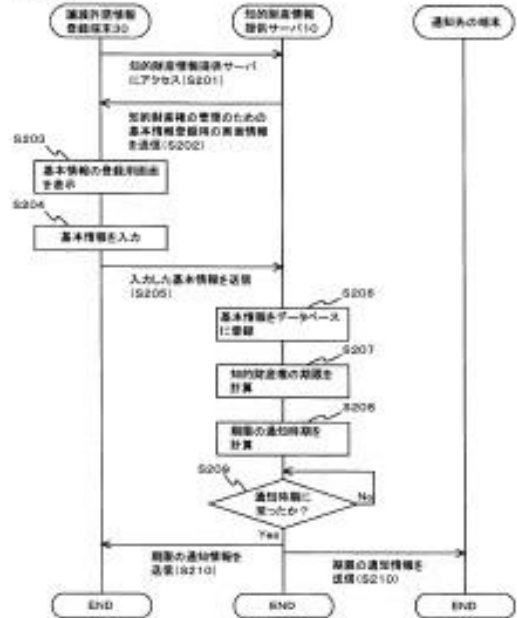 譲渡外懇情報
登録端末30
知的財産情報
提供サーバ10
通知先の端末
知的財産情報提供サーバ
にアクセス(S201)
知的財産権の管理のための
基本情報登録用の画面情報
を送信(S202)
S203
基本情報の登録用画面
を表示
S204
基本情報を入力
入力した基本情報を送信
(S205)
S206
基本情報をデータベース
に登録
S207
知的財産権の期限を
計算
S208
期限の通知時期を
計算
S209
通知時期に
至ったか?
No
Yes
期限の通知情報を
送信(S210)
期限の通知情報を
送信(S210)
END
END
END